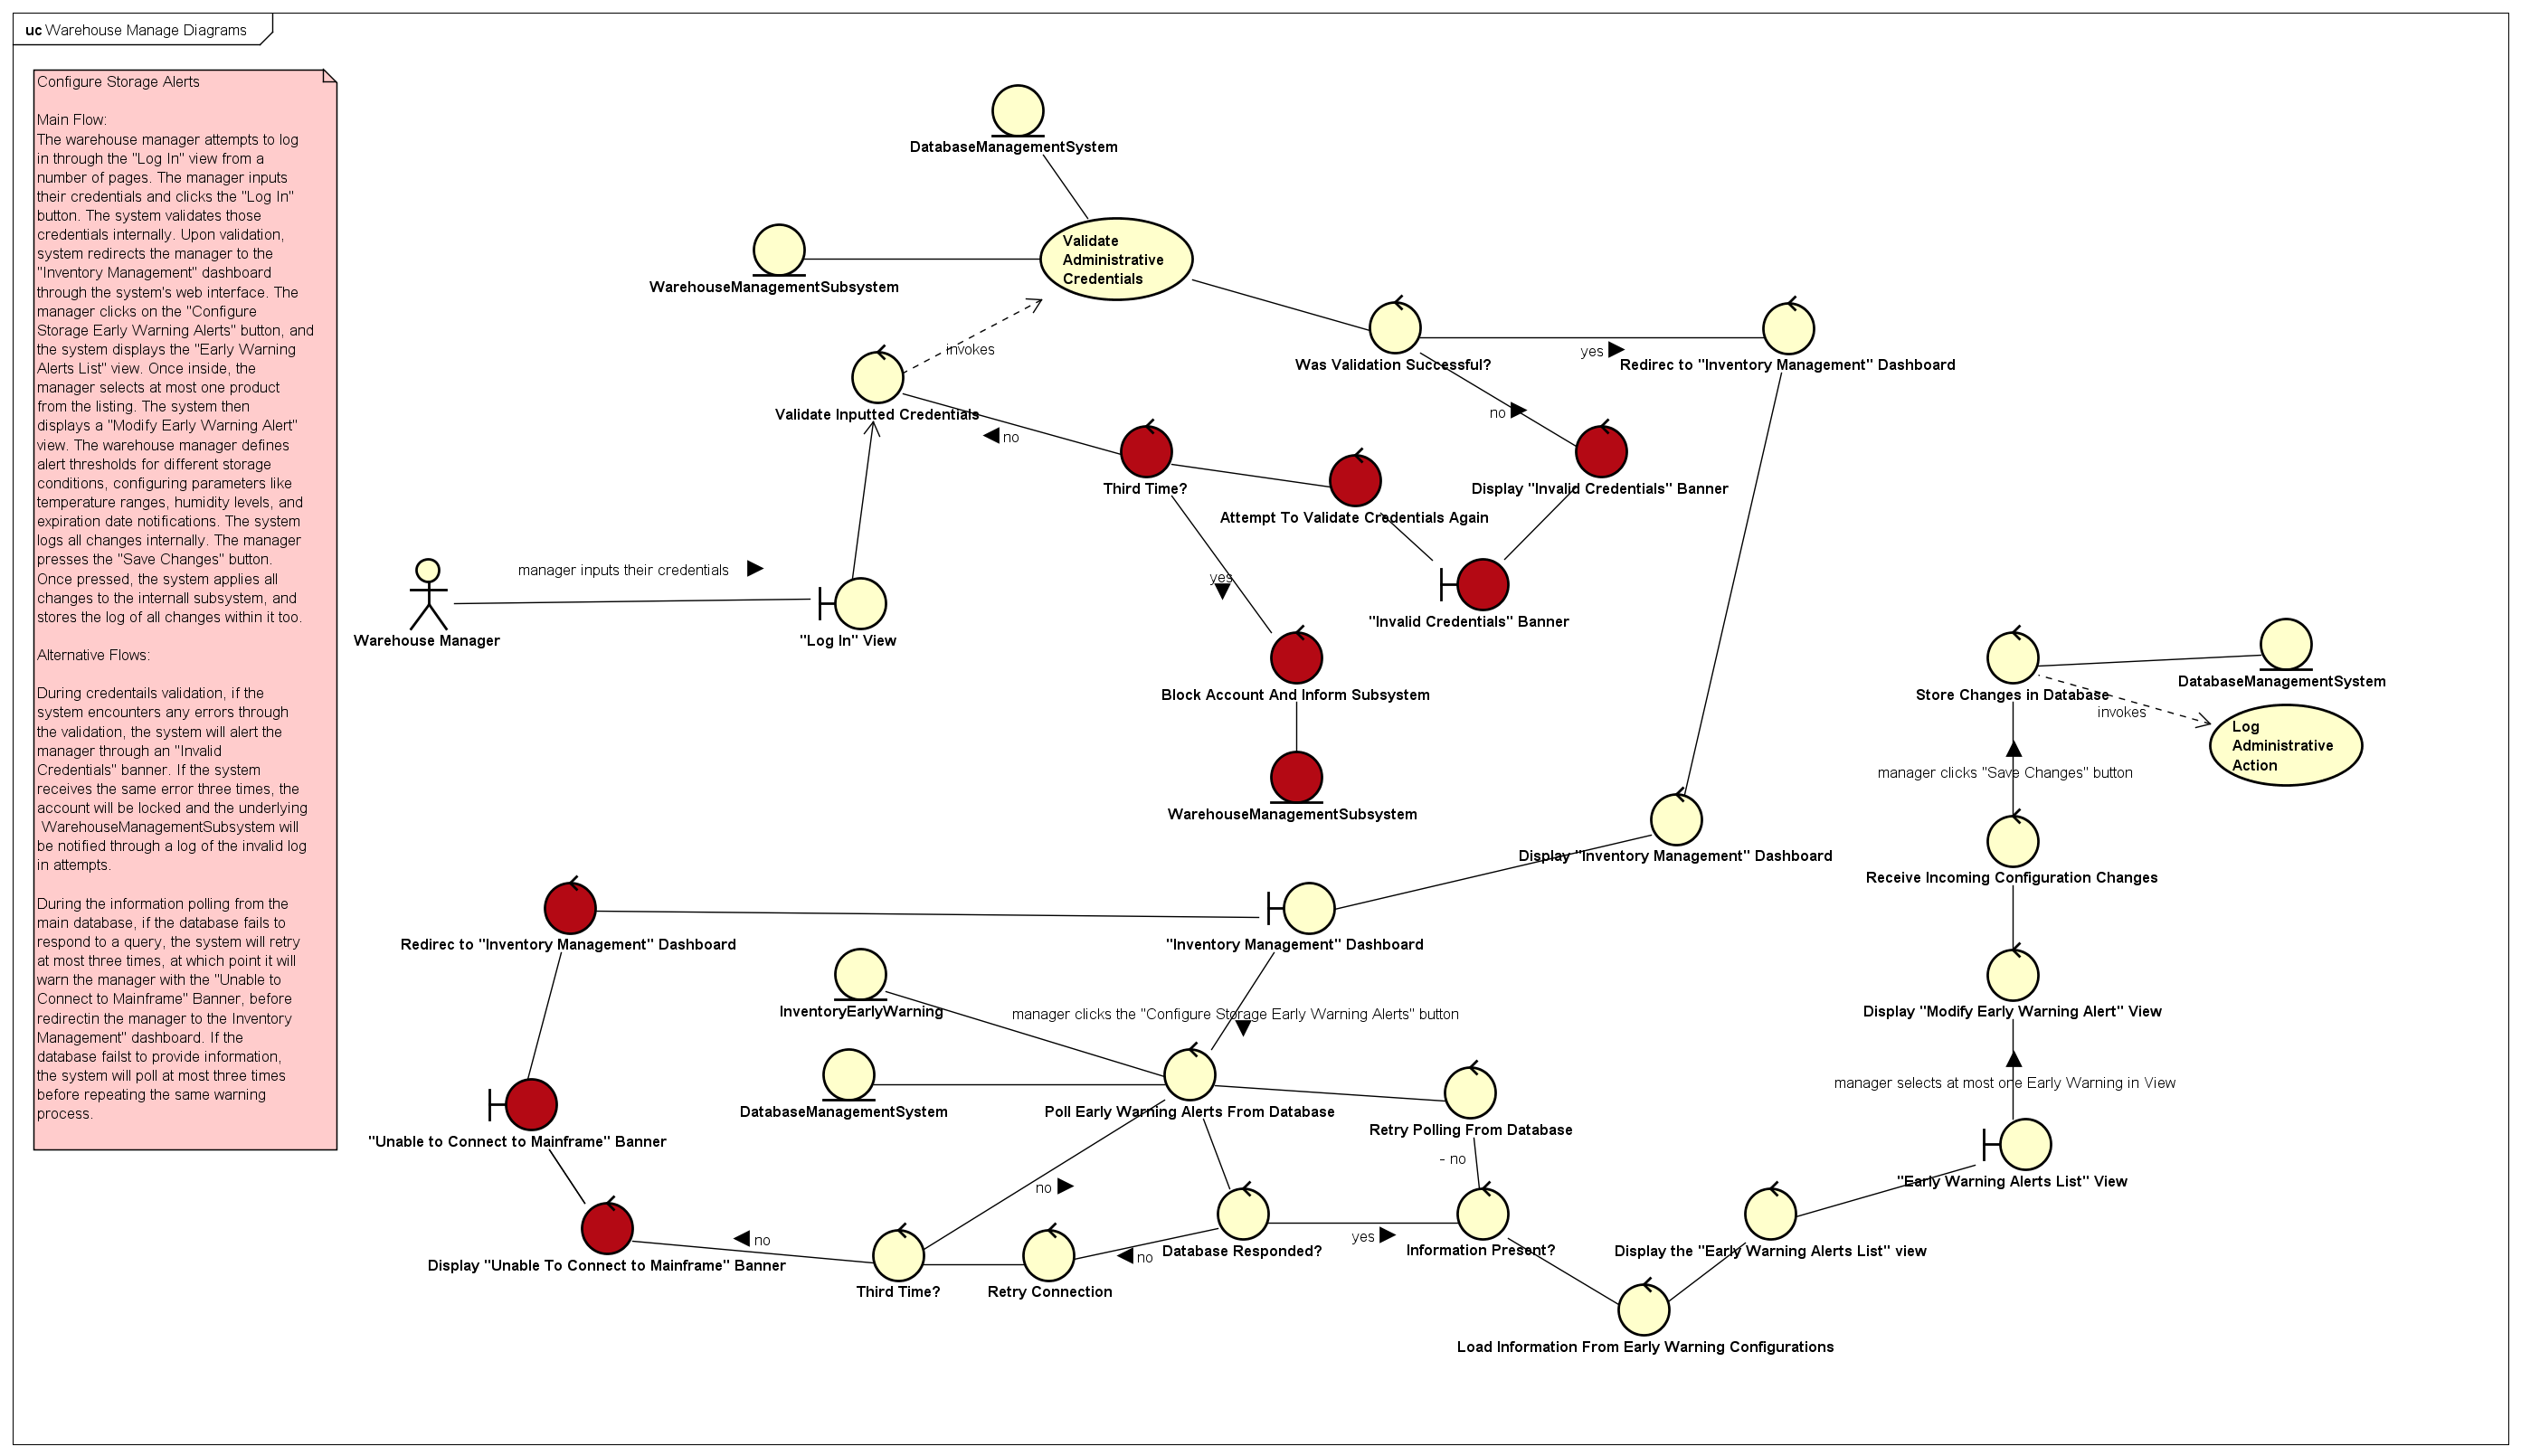 uc Warehouse Manage Diagrams
Configure Storage Alerts
Main Flow:
The warehouse manager attempts to log
in through the "Log In" view from a
number of pages. The manager inputs
their credentials and clicks the "Log In"
button. The system validates those
credentials internally. Upon validation,
system redirects the manager to the
"Inventory Management" dashboard
through the system's web interface. The
manager clicks on the "Configure
Storage Early Warning Alerts" button, and
the system displays the "Early Warning
Alerts List" view. Once inside, the
manager selects at most one product
from the listing. The system then
displays a "Modify Early Warning Alert"
view. The warehouse manager defines
alert thresholds for different storage
conditions, configuring parameters like
temperature ranges, humidity levels, and
expiration date notifications. The system
logs all changes internally. The manager
presses the "Save Changes" button.
Once pressed, the system applies all
changes to the internall subsystem, and
stores the log of all changes within it too.
Alternative Flows:
During credentails validation, if the
system encounters any errors through
the validation, the system will alert the
manager through an "Invalid
Credentials" banner. If the system
receives the same error three times, the
account will be locked and the underlying
WarehouseManagementSubsystem will
be notified through a log of the invalid log
in attempts.
During the information polling from the
main database, if the database fails to
respond to a query, the system will retry
at most three times, at which point it will
warn the manager with the "Unable to
Connect to Mainframe" Banner, before
redirectin the manager to the Inventory
Management" dashboard. If the
database failst to provide information,
the system will poll at most three times
before repeating the same warning
process.
DatabaseManagementSystem
Validate
Administrative
Credentials
WarehouseManagementSubsystem
invokes
Was Validation Successful?
yes
Redirec to "Inventory Management" Dashboard
Validate Inputted Credentials
no
no
Third Time?
Display "Invalid Credentials" Banner
Attempt To Validate Credentials Again
manager inputs their credentials
yes
Warehouse Manager
"Log In" View
"Invalid Credentials" Banner
Block Account And Inform Subsystem
Store Changes in Database
DatabaseManagementSystem
invokes
Log
Administrative
Action
manager clicks "Save Changes" button
WarehouseManagementSubsystem
Display "Inventory Management" Dashboard
Receive Incoming Configuration Changes
Redirec to "Inventory Management" Dashboard
"Inventory Management" Dashboard
InventoryEarlyWarning
manager clicks the "Configure Storage Early Warning Alerts" button
Display "Modify Early Warning Alert" View
manager selects at most one Early Warning in View
DatabaseManagementSystem
Poll Early Warning Alerts From Database
Retry Polling From Database
"Unable to Connect to Mainframe" Banner
- no
"Early Warning Alerts List" View
no
no
Display "Unable To Connect to Mainframe" Banner
Third Time?
Retry Connection
no
Database Responded?
yes
Information Present?
Display the "Early Warning Alerts List" view
Load Information From Early Warning Configurations